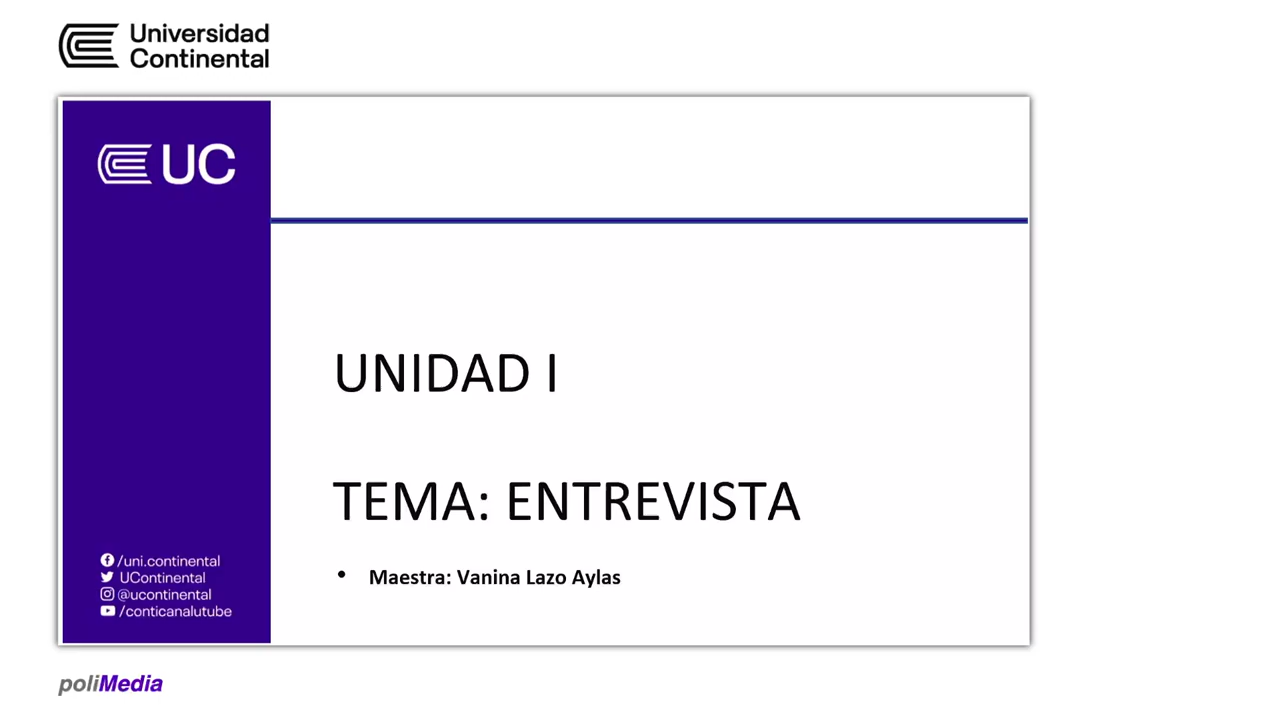 Universidad
Continental
UC
UNIDAD I
TEMA: ENTREVISTA
• Maestra: Vanina Lazo Aylas
/uni.continental
UContinental
@ucontinental
/conticanalutube
poliMedia